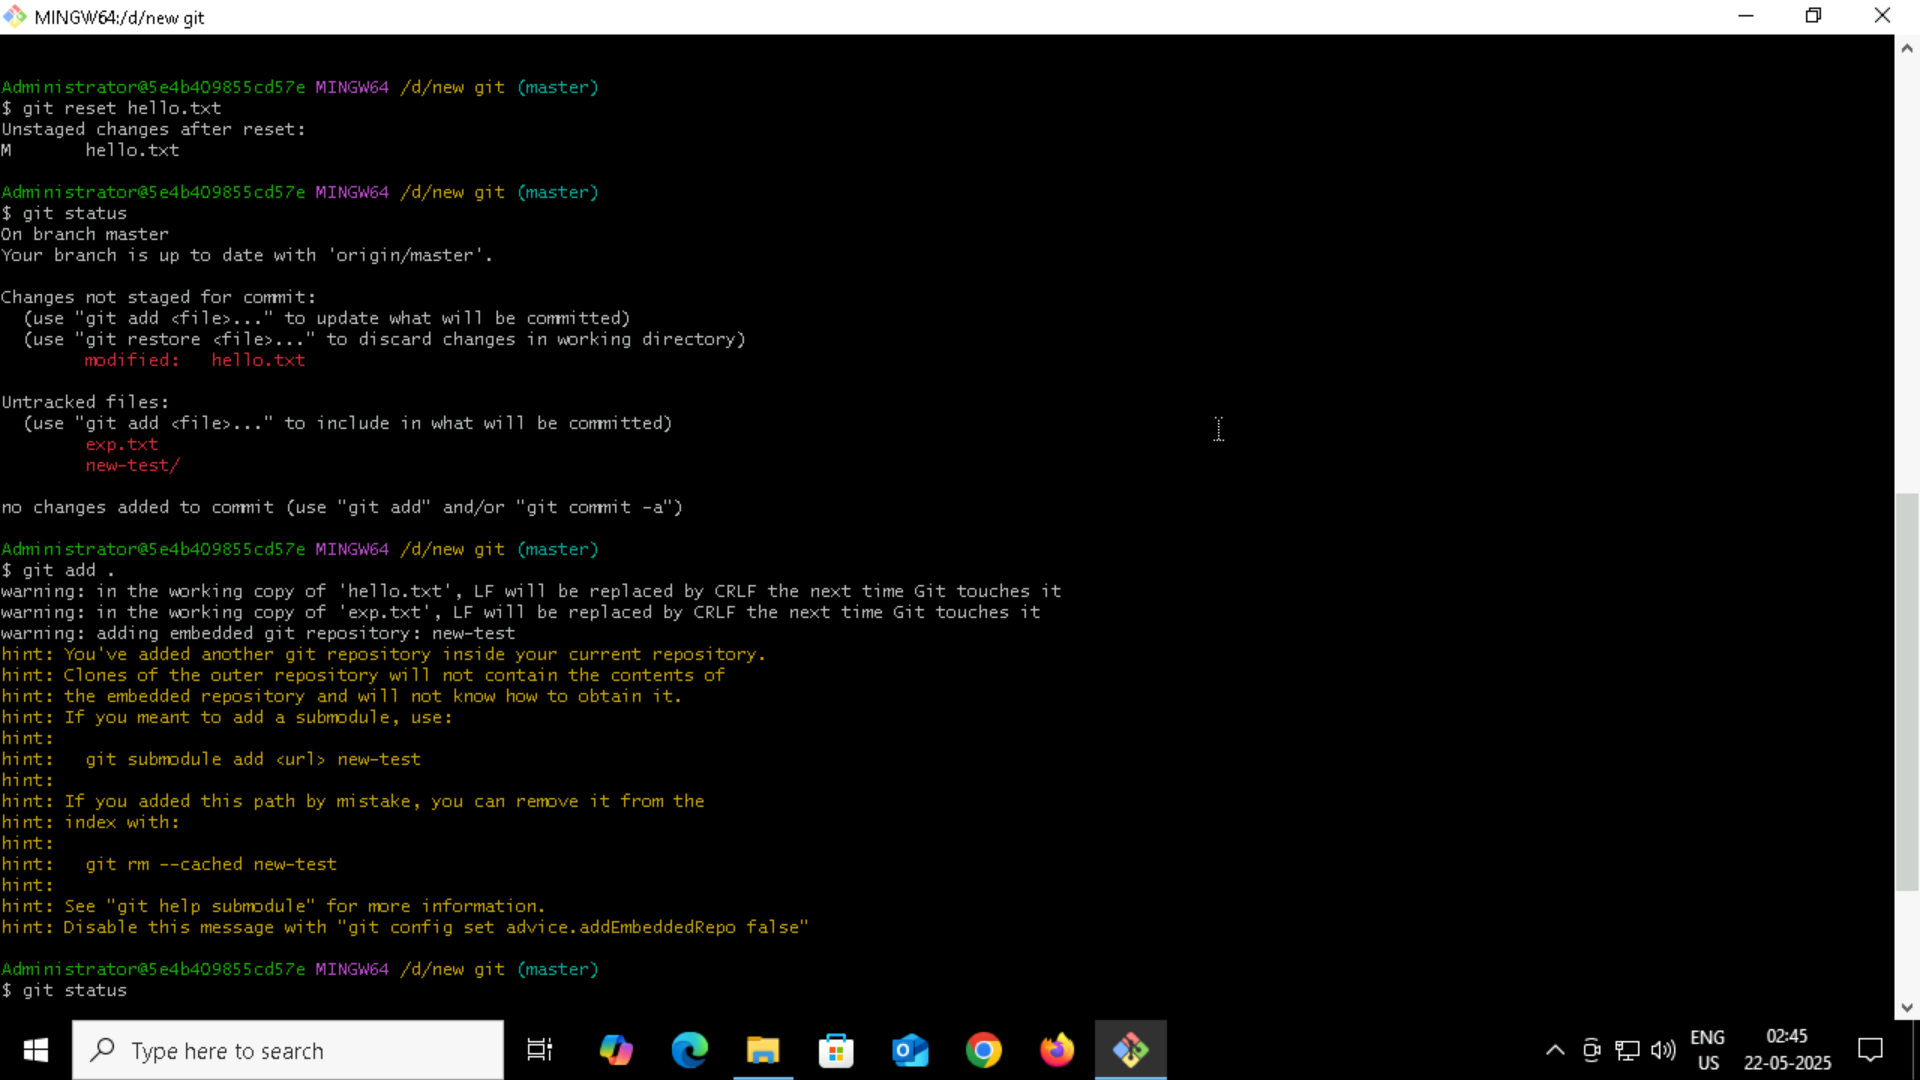 MINGW64:/d/new git
Administrator@5e4b409855cd57e MINGW64 /d/new git (master)
$ git reset hello.txt
Unstaged changes after reset:
M       hello.txt
Administrator@5e4b409855cd57e MINGW64 /d/new git (master)
$ git status
On branch master
Your branch is up to date with 'origin/master'.
Changes not staged for commit:
  (use "git add <file>..." to update what will be committed)
  (use "git restore <file>..." to discard changes in working directory)
        modified:   hello.txt
Untracked files:
  (use "git add <file>..." to include in what will be committed)
        exp.txt
        new-test/
no changes added to commit (use "git add" and/or "git commit -a")
Administrator@5e4b409855cd57e MINGW64 /d/new git (master)
$ git add .
warning: in the working copy of 'hello.txt', LF will be replaced by CRLF the next time Git touches it
warning: in the working copy of 'exp.txt', LF will be replaced by CRLF the next time Git touches it
warning: adding embedded git repository: new-test
hint: You've added another git repository inside your current repository.
hint: Clones of the outer repository will not contain the contents of
hint: the embedded repository and will not know how to obtain it.
hint: If you meant to add a submodule, use:
hint:
hint:   git submodule add <url> new-test
hint:
hint: If you added this path by mistake, you can remove it from the
hint: index with:
hint:
hint:   git rm --cached new-test
hint:
hint: See "git help submodule" for more information.
hint: Disable this message with "git config set advice.addEmbeddedRepo false"
Administrator@5e4b409855cd57e MINGW64 /d/new git (master)
$ git status
Type here to search
ENG
US
02:45
22-05-2025